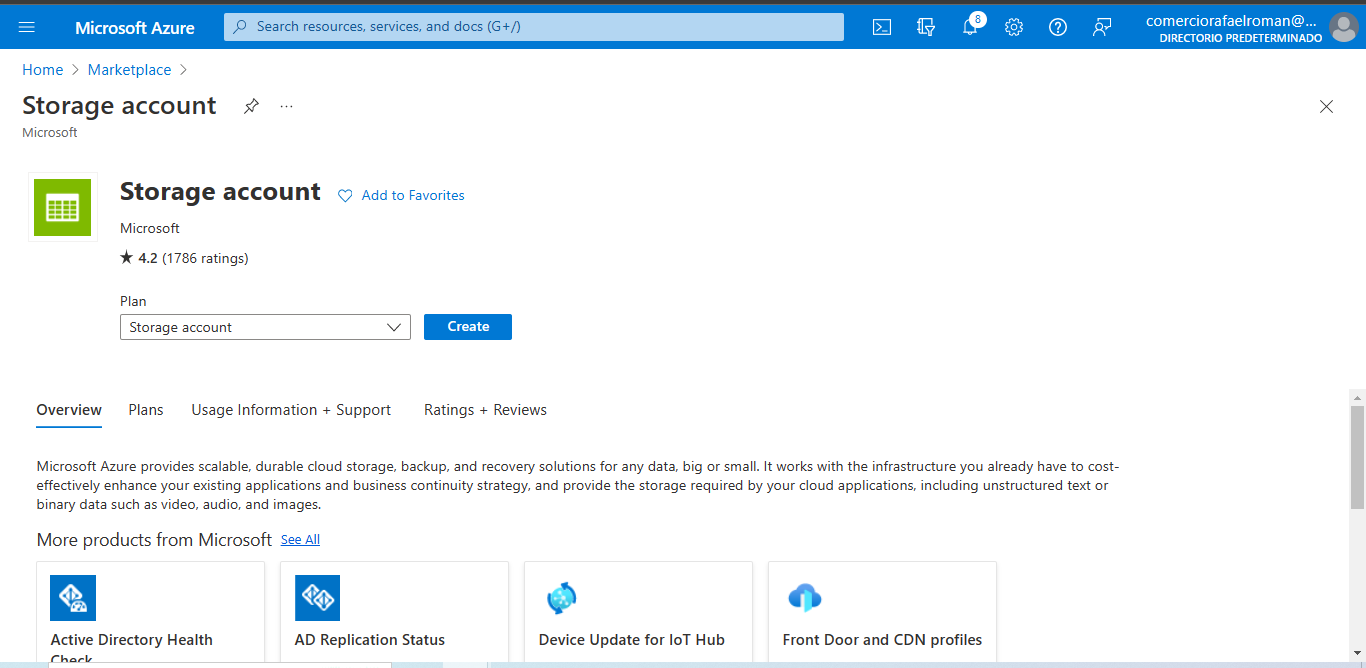 Microsoft Azure
Search resources, services, and docs (G+/)
8
comerciorafaelroman@...
DIRECTORIO PREDETERMINADO
Home > Marketplace >
Storage account
...
Microsoft
Storage account
Add to Favorites
Microsoft
★ 4.2 (1786 ratings)
Plan
Storage account
Create
Overview
Plans
Usage Information + Support
Ratings + Reviews
Microsoft Azure provides scalable, durable cloud storage, backup, and recovery solutions for any data, big or small. It works with the infrastructure you already have to cost-
effectively enhance your existing applications and business continuity strategy, and provide the storage required by your cloud applications, including unstructured text or
binary data such as video, audio, and images.
More products from Microsoft See All
Active Directory Health
Check
AD Replication Status
Device Update for IoT Hub
Front Door and CDN profiles